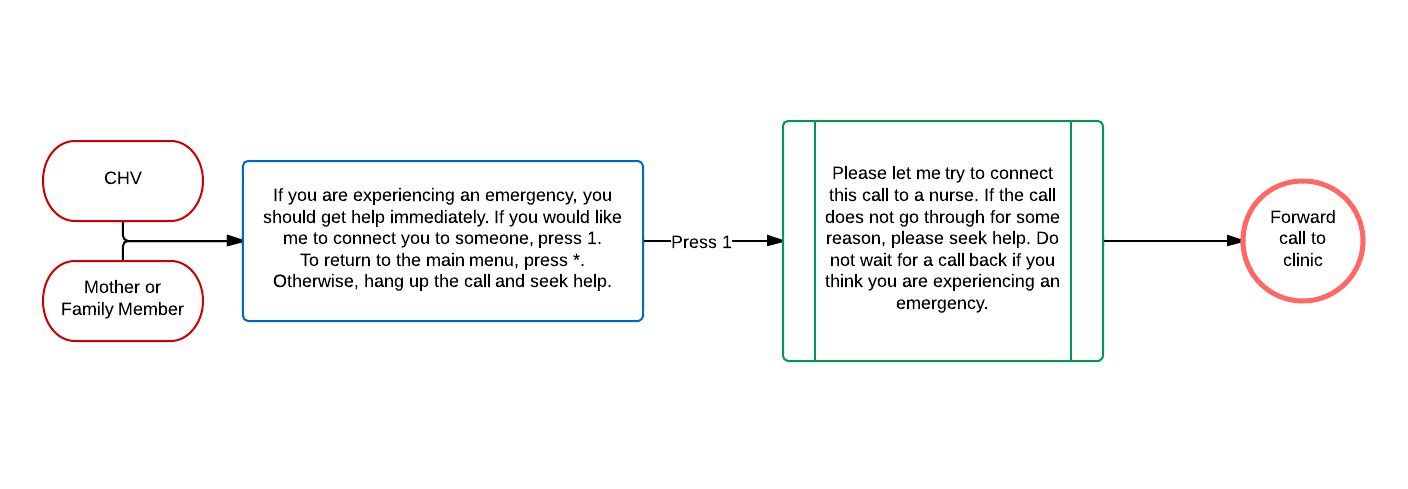 CHV
Mother or
Family Member
If you are experiencing an emergency, you
should get help immediately. If you would like
me to connect you to someone, press 1.
To return to the main menu, press *.
Otherwise, hang up the call and seek help.
Press 1
Please let me try to connect
this call to a nurse. If the call
does not go through for some
reason, please seek help. Do
not wait for a call back if you
think you are experiencing an
emergency.
Forward
call to
clinic